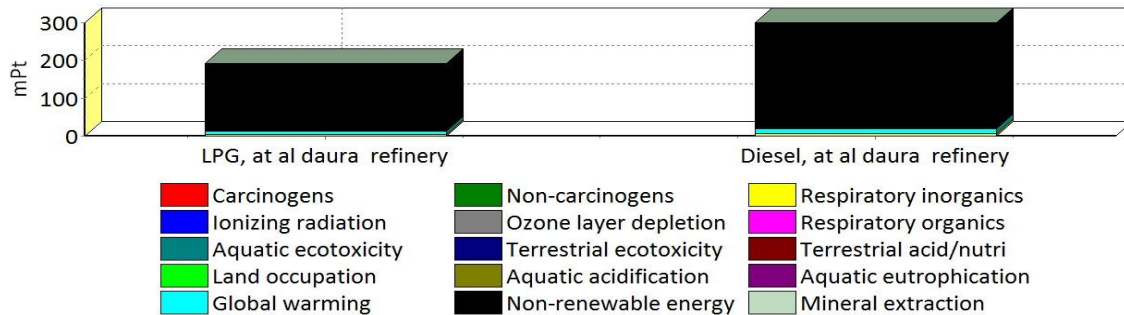 300
200
100
0
mPt
LPG, at al daura refinery Diesel, at al daura refinery
Carcinogens Non-carcinogens Respiratory inorganics
Ionizing radiation Ozone layer depletion Respiratory organics
Aquatic ecotoxicity Terrestrial ecotoxicity Terrestrial acid/nutri
Land occupation Aquatic acidification Aquatic eutrophication
Global warming Non-renewable energy Mineral extraction